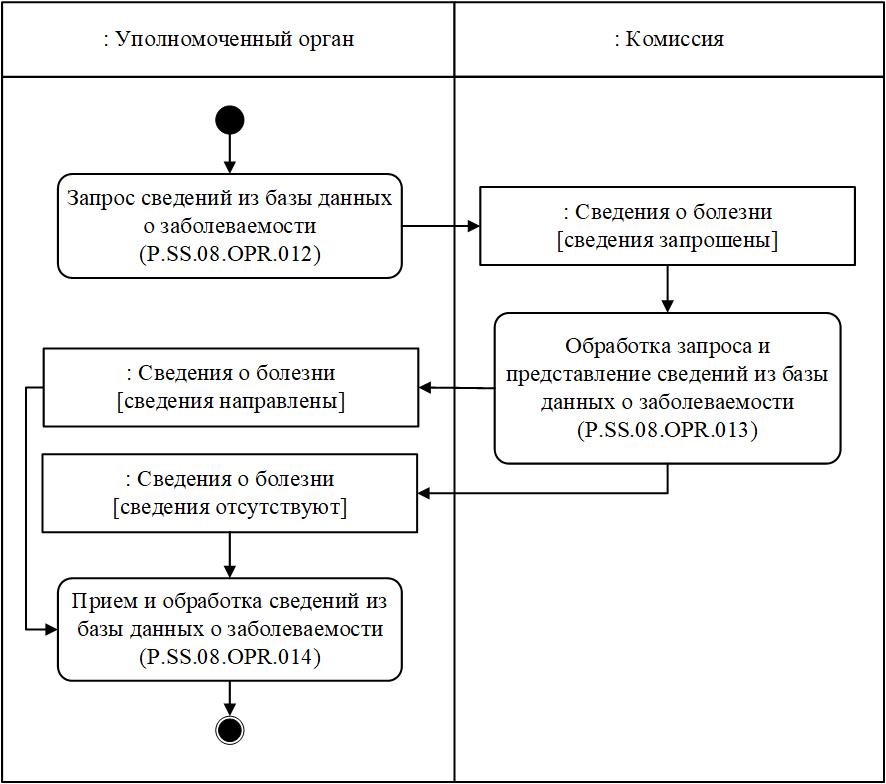 : Уполномоченный орган
: Комиссия
Запрос сведений из базы данных
о заболеваемости
(P.SS.08.OPR.012)
: Сведения о болезни
[сведения запрошены]
Обработка запроса и
представление сведений из базы
данных о заболеваемости
(P.SS.08.OPR.013)
: Сведения о болезни
[сведения направлены]
: Сведения о болезни
[сведения отсутствуют]
Прием и обработка сведений из
базы данных о заболеваемости
(P.SS.08.OPR.014)